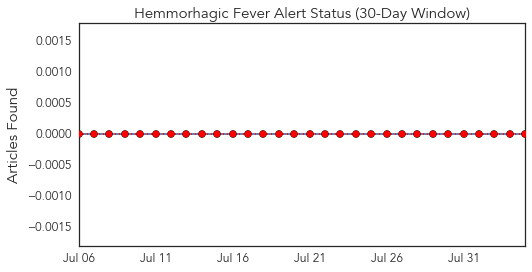 Hemmorhagic Fever Alert Status (30-Day Window)
Articles Found
0.0015
0.0010
0.0005
0.0000
−0.0005
−0.0010
−0.0015
Jul 06 Jul 11 Jul 16 Jul 21 Jul 26 Jul 31